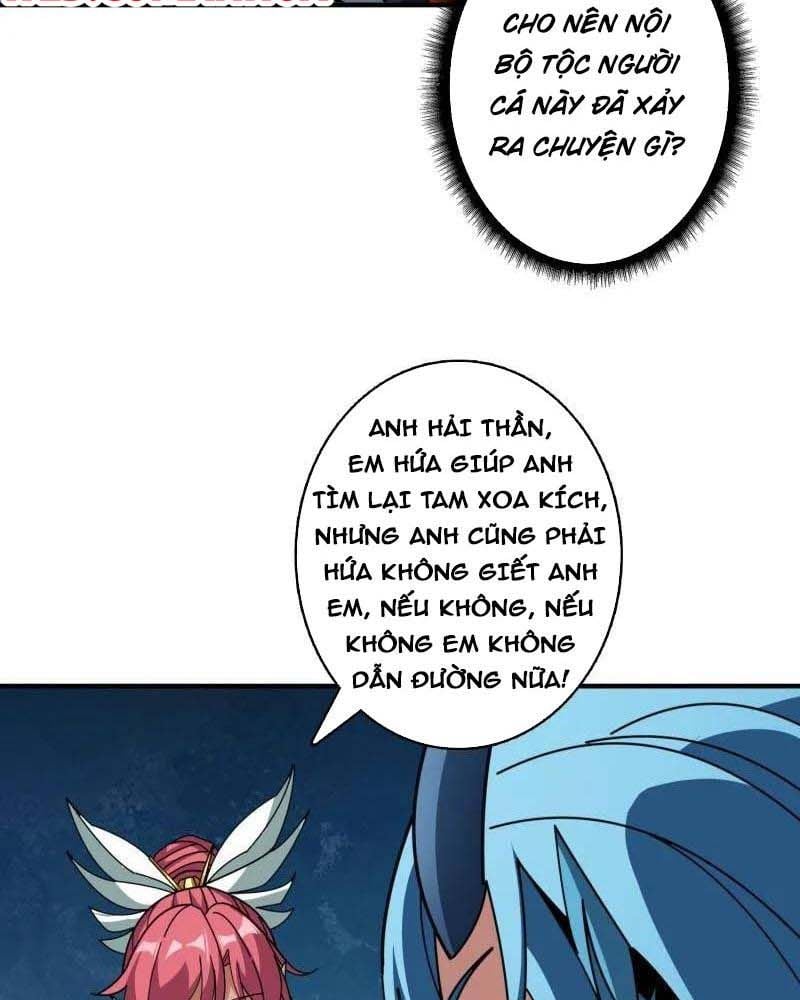 CHO NÊN NỘI
BỘ TỘC NGƯỜI
CÁ NÀY ĐÃ XẢY
RA CHUYỆN GÌ?
ANH HẢI THẦN,
EM HỨA GIÚP ANH
TÌM LẠI TAM XOA KÍCH,
NHƯNG ANH CŨNG PHẢI
HỨA KHÔNG GIẾT ANH
EM, NẾU KHÔNG, NẾU
KHÔNG EM KHÔNG
DẪN ĐƯỜNG NỮA!